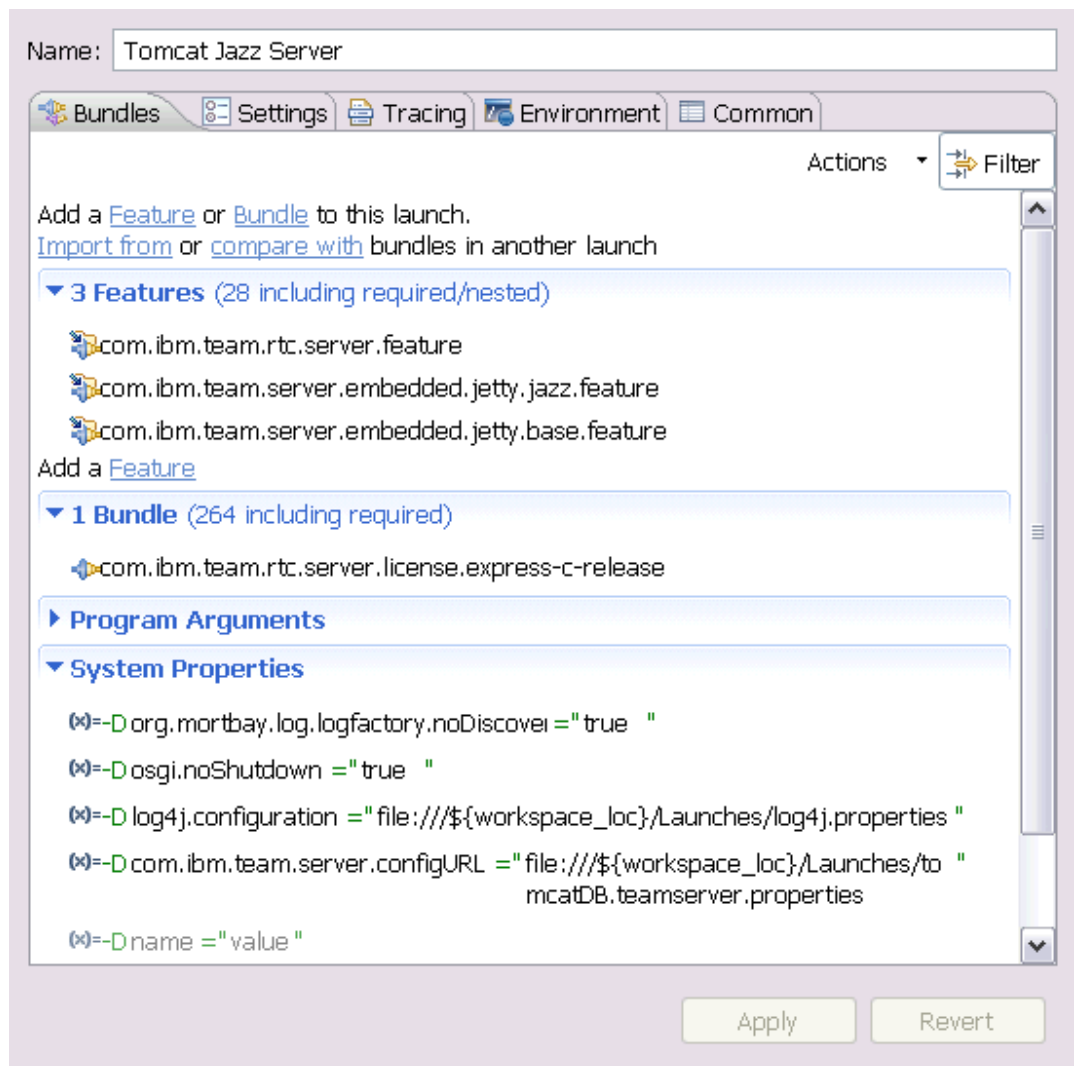 Name: Tomcat Jazz Server
Bundles Settings Tracing Environment Common
Actions Filter
Add a Feature or Bundle to this launch.
Import from or compare with bundles in another launch
3 Features (28 including required/nested)
com.ibm.team.rtc.server.feature
com.ibm.team.server.embedded.jetty.jazz.feature
com.ibm.team.server.embedded.jetty.base.feature
Add a Feature
1 Bundle (264 including required)
com.ibm.team.rtc.server.license.express-c-release
Program Arguments
System Properties
(x)=-D org.mortbay.log.logfactory.noDiscover ="true "
(x)=-D osgi.noShutdown ="true "
(x)=-D log4j.configuration ="file:///${workspace_loc}/Launches/log4j.properties "
(x)=-D com.ibm.team.server.configURL ="file:///${workspace_loc}/Launches/to "
mcatDB.teamserver.properties
(x)=-D name ="value"
Apply Revert